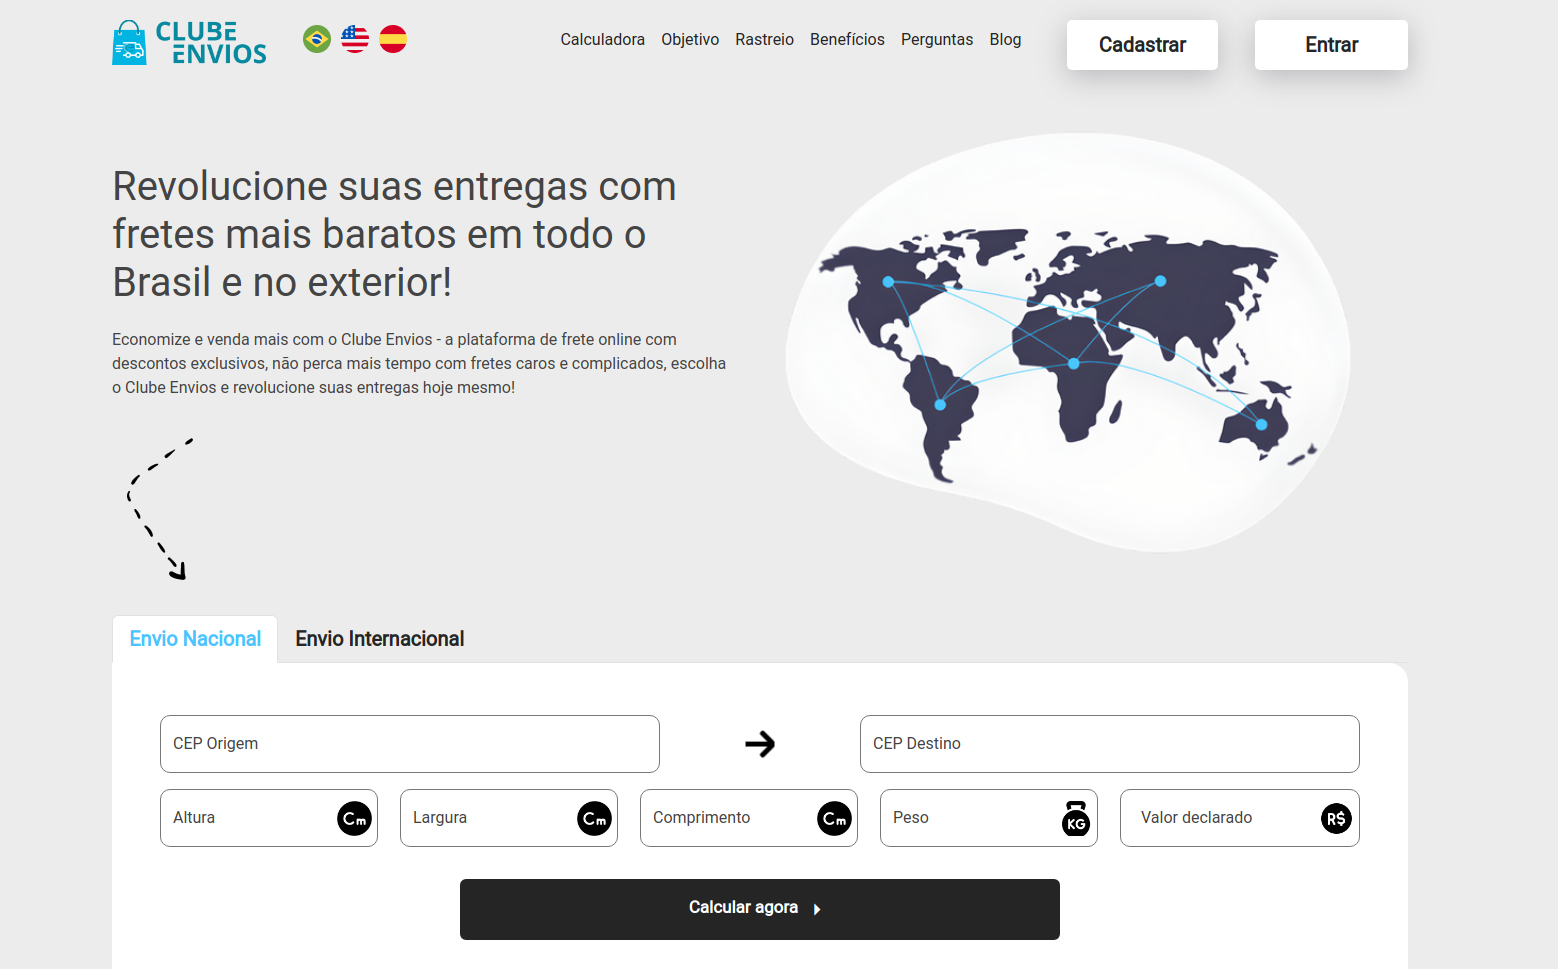 CLUBE
ENVIOS
Calculadora Objetivo Rastreio Benefícios Perguntas Blog
Cadastrar
Entrar
Revolucione suas entregas com
fretes mais baratos em todo o
Brasil e no exterior!
Economize e venda mais com o Clube Envios - a plataforma de frete online com
descontos exclusivos, não perca mais tempo com fretes caros e complicados, escolha
o Clube Envios e revolucione suas entregas hoje mesmo!
Envio Nacional
Envio Internacional
CEP Origem
CEP Destino
Altura Cm
Largura Cm
Comprimento Cm
Peso KG
Valor declarado R$
Calcular agora